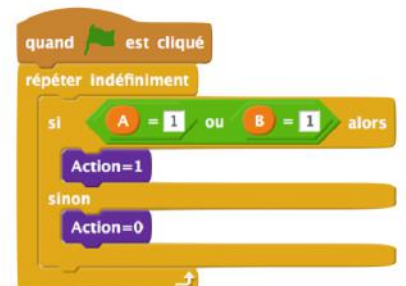 quand est cliqué
répéter indéfiniment
si A = 1 ou B = 1 alors
Action=1
sinon
Action=0